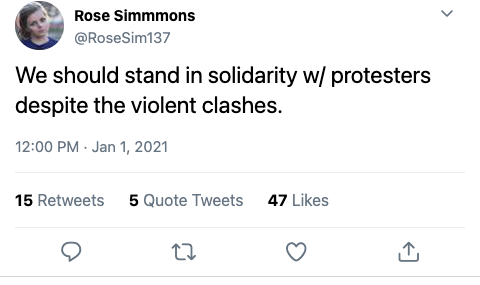 Rose Simmmons
@RoseSim137
We should stand in solidarity w/ protesters
despite the violent clashes.
12:00 PM · Jan 1, 2021
15 Retweets 5 Quote Tweets 47 Likes